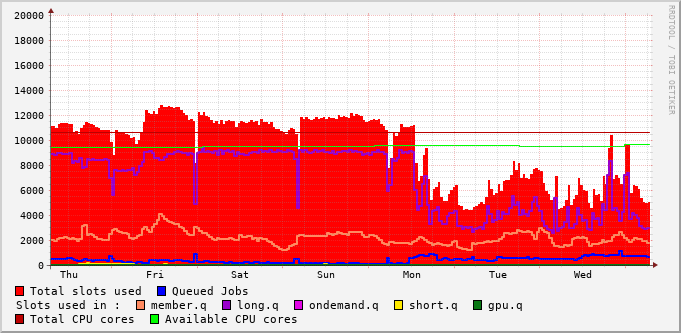 20000
18000
16000
14000
12000
10000
8000
6000
4000
2000
0
Thu Fri Sat Sun Mon Tue Wed
RRDTOOL / TOBI OETIKER
Total slots used Queued Jobs
Slots used in : member.q long.q ondemand.q short.q gpu.q
Total CPU cores Available CPU cores